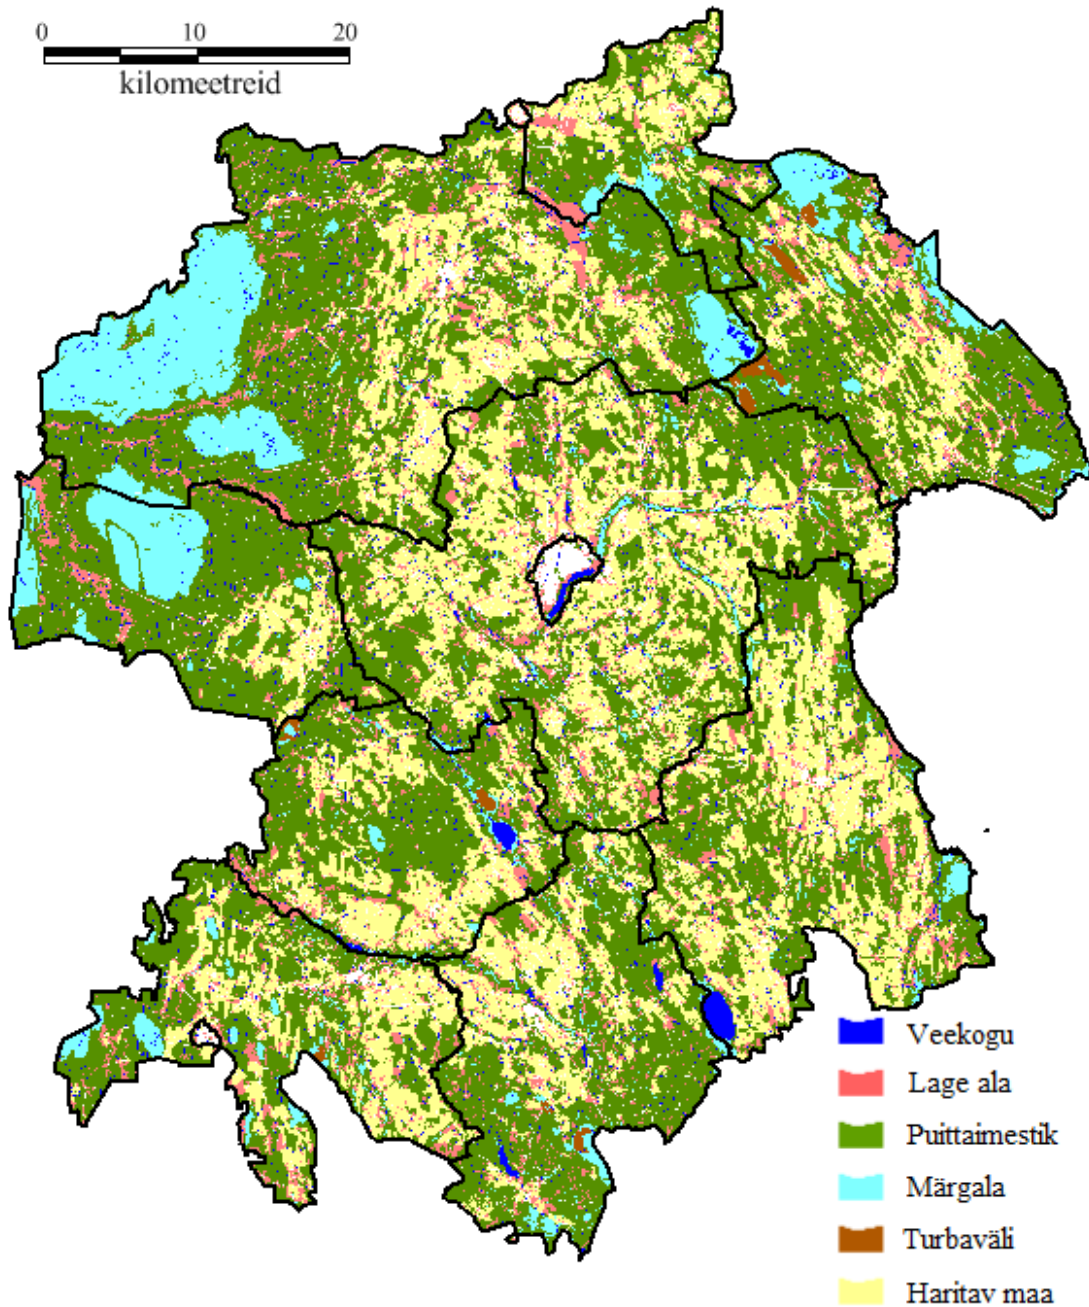 0 10 20
kilomeetreid
Veekogu
Lage ala
Puittaimestik
Märgala
Turbaväli
Haritav maa